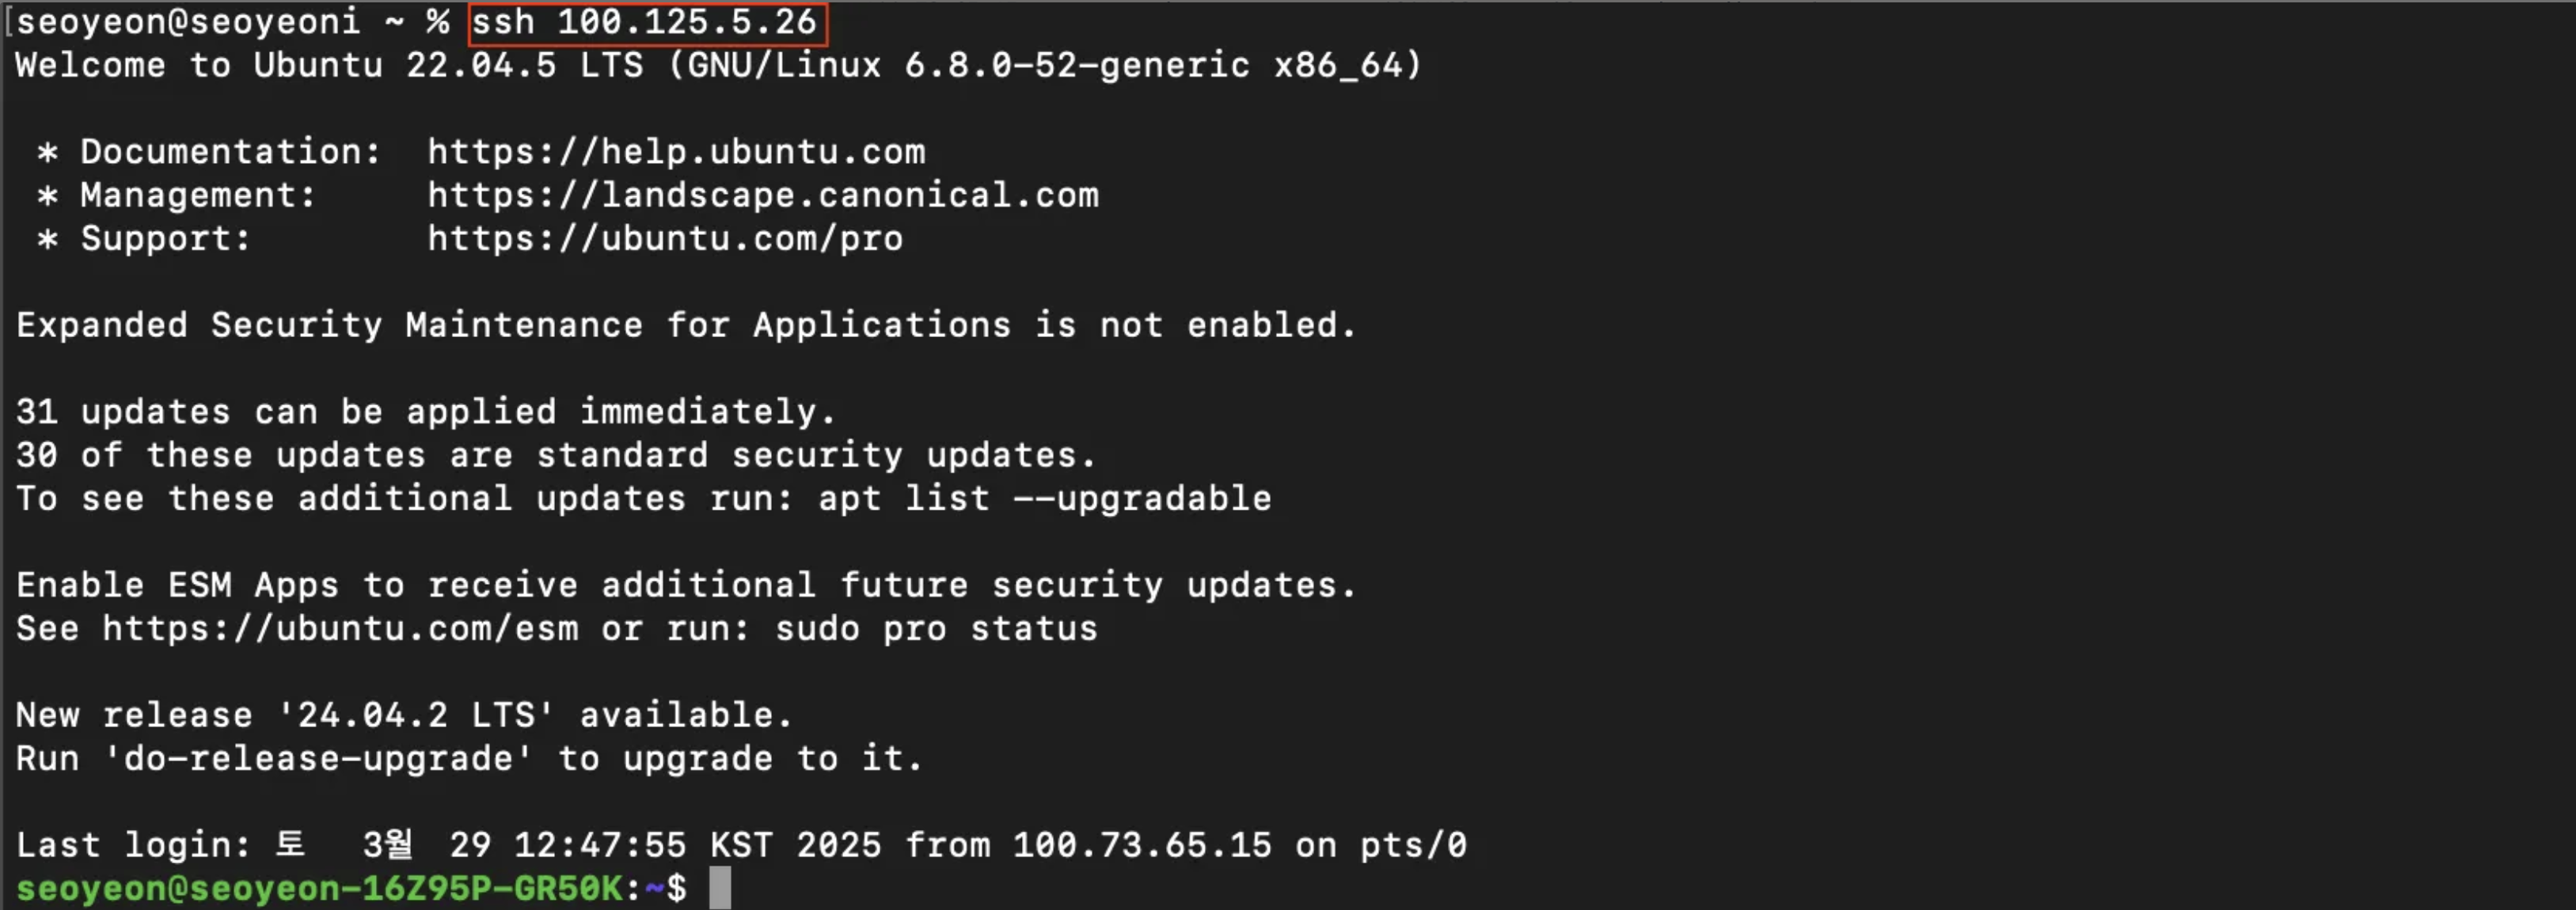 [seoyeon@seoyeoni ~ % ssh 100.125.5.26
Welcome to Ubuntu 22.04.5 LTS (GNU/Linux 6.8.0-52-generic x86_64)
* Documentation:  https://help.ubuntu.com
* Management:     https://landscape.canonical.com
* Support:        https://ubuntu.com/pro
Expanded Security Maintenance for Applications is not enabled.
31 updates can be applied immediately.
30 of these updates are standard security updates.
To see these additional updates run: apt list --upgradable
Enable ESM Apps to receive additional future security updates.
See https://ubuntu.com/esm or run: sudo pro status
New release '24.04.2 LTS' available.
Run 'do-release-upgrade' to upgrade to it.
Last login: 토  3월  29 12:47:55 KST 2025 from 100.73.65.15 on pts/0
seoyeon@seoyeon-16Z95P-GR50K:~$